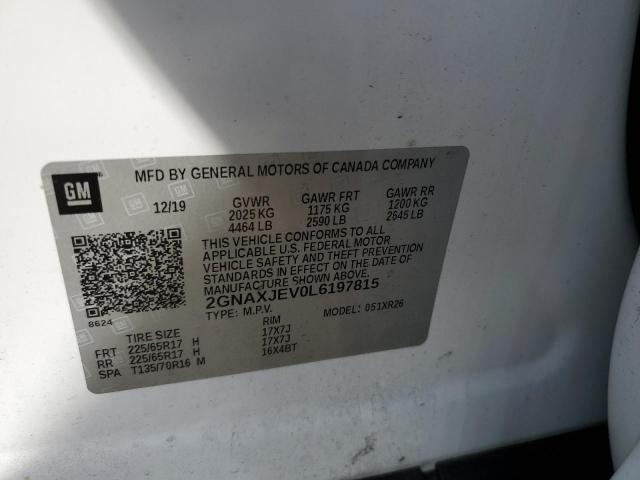 GM
MFD BY GENERAL MOTORS OF CANADA COMPANY
12/19 GVWR GAWR FRT GAWR RR
2025 KG 1175 KG 1200 KG
4464 LB 2590 LB 2645 LB
THIS VEHICLE CONFORMS TO ALL
APPLICABLE U.S. FEDERAL MOTOR
VEHICLE SAFETY AND THEFT PREVENTION
STANDARDS IN EFFECT ON THE DATE OF
MANUFACTURE SHOWN ABOVE.
2GNAXJEV0L6197815
8624 TYPE: M.P.V. MODEL: 051XR26
TIRE SIZE RIM
FRT 225/65R17 H 17X7J
RR 225/65R17 H 17X7J
SPA T135/70R16 M 16X4BT